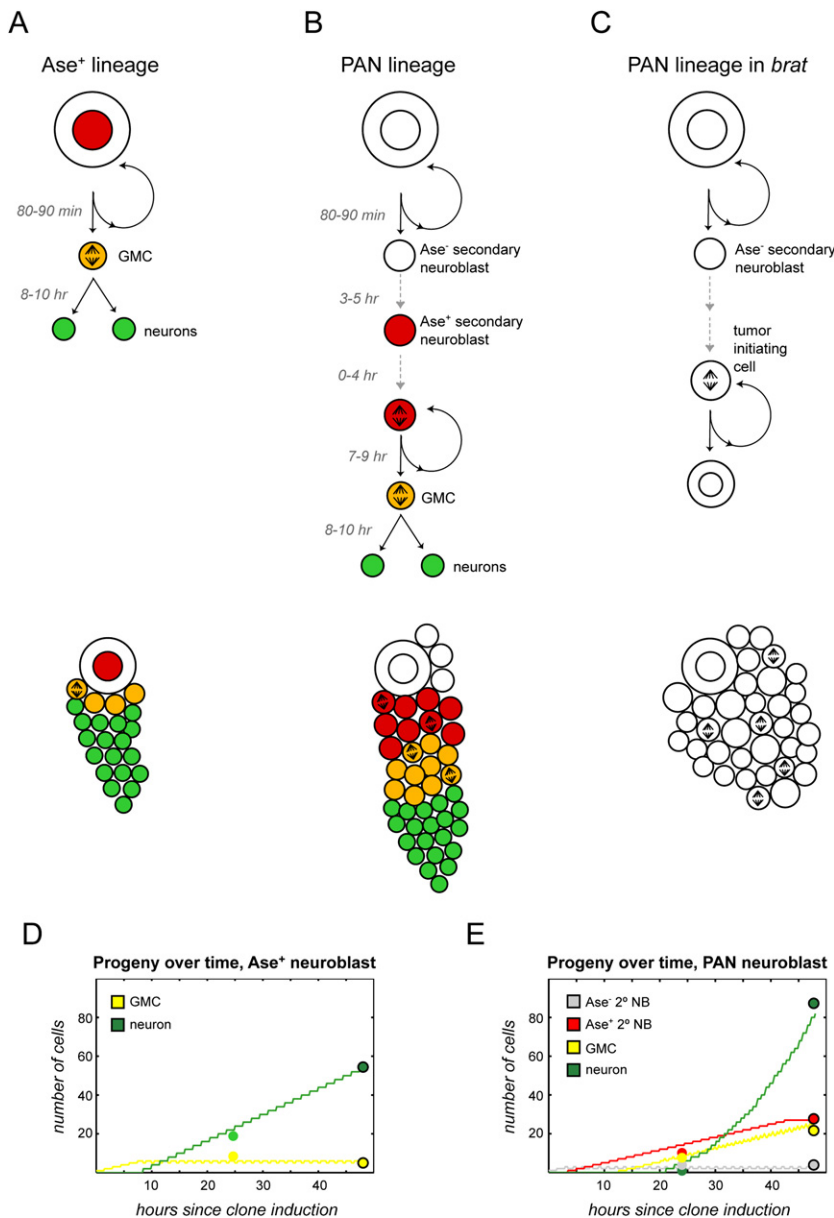 A
Ase⁺ lineage
80-90 min
GMC
8-10 hr
neurons
B
PAN lineage
80-90 min
Ase⁻ secondary
neuroblast
3-5 hr
Ase⁺ secondary
neuroblast
0-4 hr
7-9 hr
GMC
8-10 hr
neurons
C
PAN lineage in brat
Ase⁻ secondary
neuroblast
tumor
initiating
cell
D
Progeny over time, Ase⁺ neuroblast
GMC
neuron
number of cells
80
60
40
20
10
20
30
40
50
hours since clone induction
E
Progeny over time, PAN neuroblast
Ase⁻ 2º NB
Ase⁺ 2º NB
GMC
neuron
number of cells
80
60
40
20
10
20
30
40
50
hours since clone induction